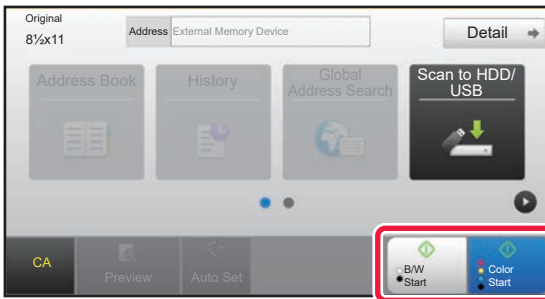 Original
8½x11
Address External Memory Device
Detail
Address Book
History
Global
Address Search
Scan to HDD/
USB
CA
Preview
Auto Set
B/W
Start
Color
Start